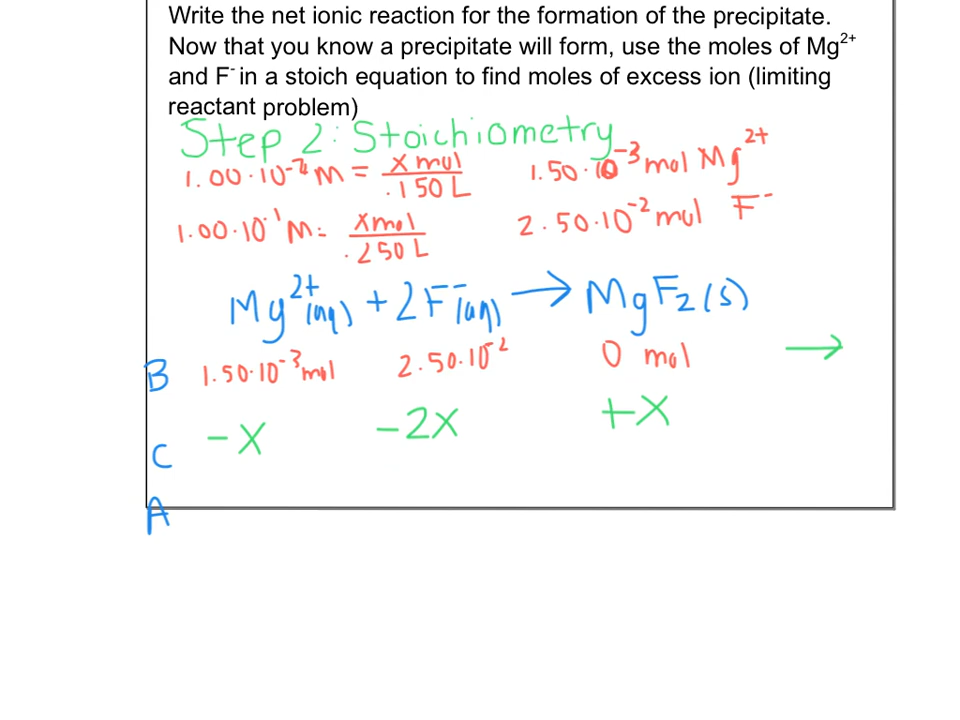 Write the net ionic reaction for the formation of the precipitate.
Now that you know a precipitate will form, use the moles of Mg²⁺
and F⁻ in a stoich equation to find moles of excess ion (limiting
reactant problem)
Step 2: Stoichiometry
1.00·10⁻²M = x mol / .150 L 1.50·10⁻³ mol Mg²⁺
1.00·10⁻¹M = x mol / .250 L 2.50·10⁻² mol F⁻
Mg²⁺(aq) + 2F⁻(aq) → MgF₂(s)
B 1.50·10⁻³ mol 2.50·10⁻² 0 mol →
C -X -2X +X
A